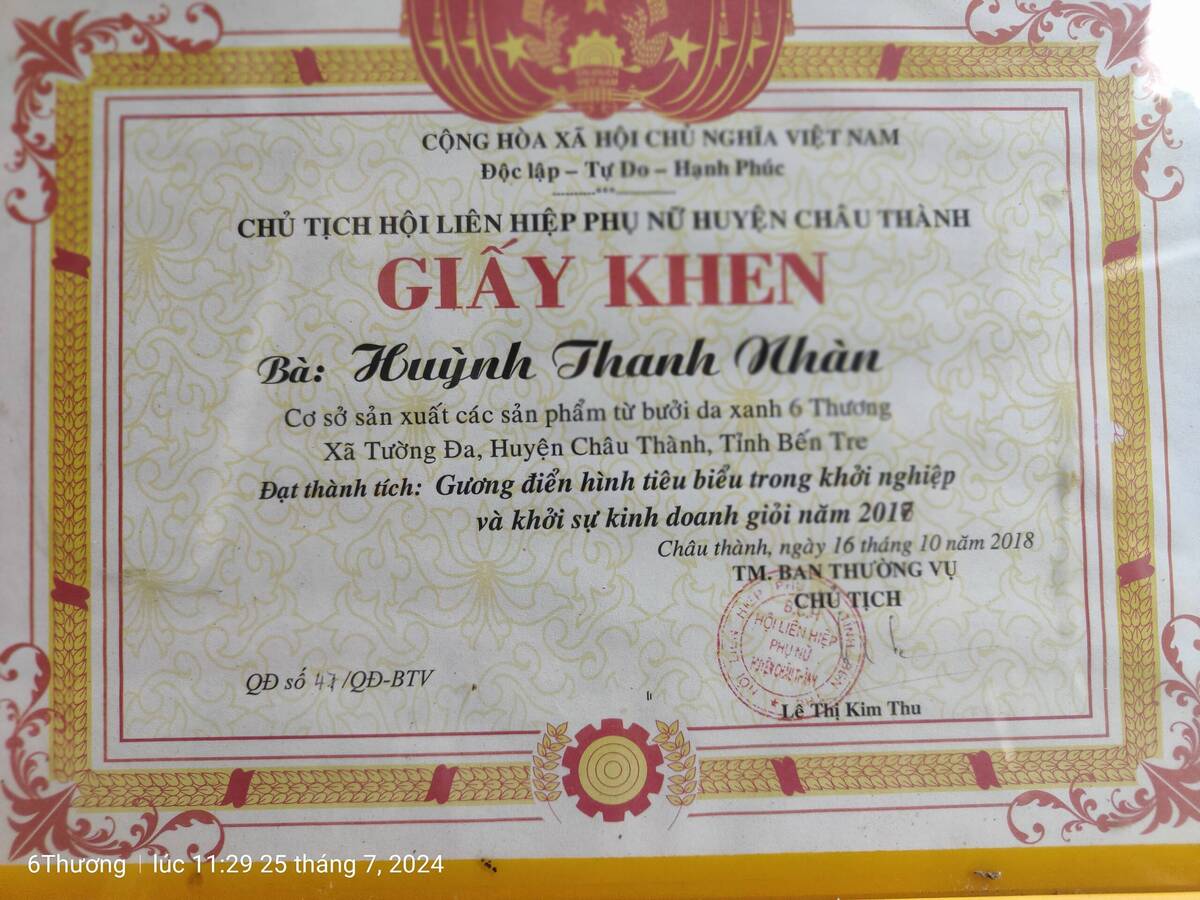 CỘNG HÒA XÃ HỘI CHỦ NGHĨA VIỆT NAM
Độc lập – Tự Do – Hạnh Phúc
CHỦ TỊCH HỘI LIÊN HIỆP PHỤ NỮ HUYỆN CHÂU THÀNH
GIẤY KHEN
Bà: Huỳnh Thanh Nhàn
Cơ sở sản xuất các sản phẩm từ bưởi da xanh 6 Thương
Xã Tường Đa, Huyện Châu Thành, Tỉnh Bến Tre
Đạt thành tích: Gương điển hình tiêu biểu trong khởi nghiệp
và khởi sự kinh doanh giỏi năm 2018
Châu thành, ngày 16 tháng 10 năm 2018
TM. BAN THƯỜNG VỤ
CHỦ TỊCH
HỘI LIÊN HIỆP
PHỤ NỮ
HUYỆN CHÂU THÀNH
QĐ số 47/QĐ-BTV
Lê Thị Kim Thu
6Thương | lúc 11:29 25 tháng 7, 2024